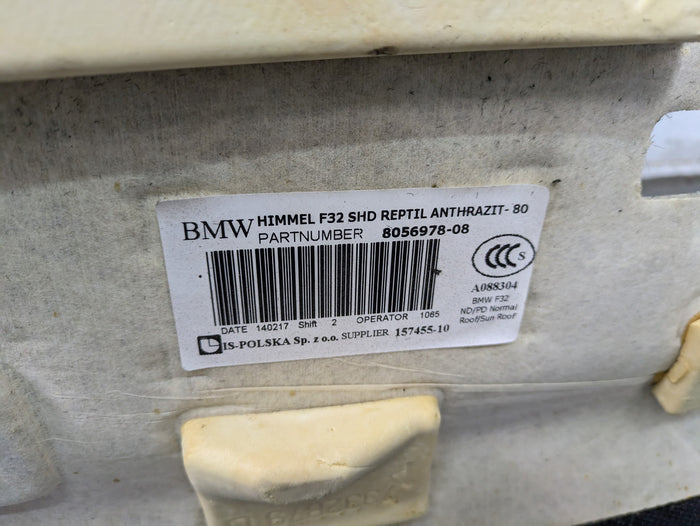 BMW HIMMEL F32 SHD REPTIL ANTHRAZIT- 80
PARTNUMBER 8056978-08
CCC S
A088304
BMW F32
ND/PD Normal
Roof/Sun Roof
DATE 140217 Shift 2 OPERATOR 1065
IS-POLSKA Sp. z o.o. SUPPLIER 157455-10